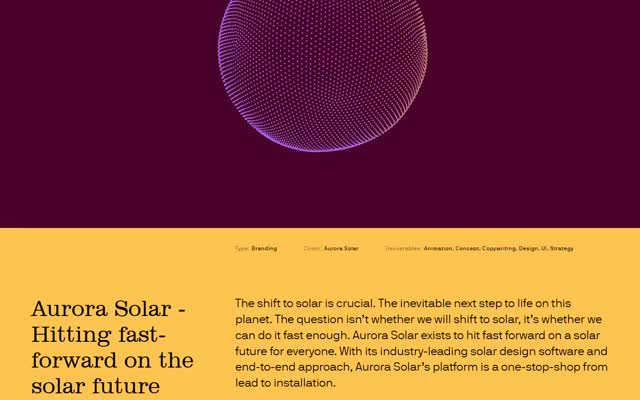 Type: Branding Client: Aurora Solar Deliverables: Animation, Concept, Copywriting, Design, UI, Strategy
Aurora Solar -
Hitting fast-
forward on the
solar future
The shift to solar is crucial. The inevitable next step to life on this
planet. The question isn't whether we will shift to solar, it's whether we
can do it fast enough. Aurora Solar exists to hit fast forward on a solar
future for everyone. With its industry-leading solar design software and
end-to-end approach, Aurora Solar's platform is a one-stop-shop from
lead to installation.